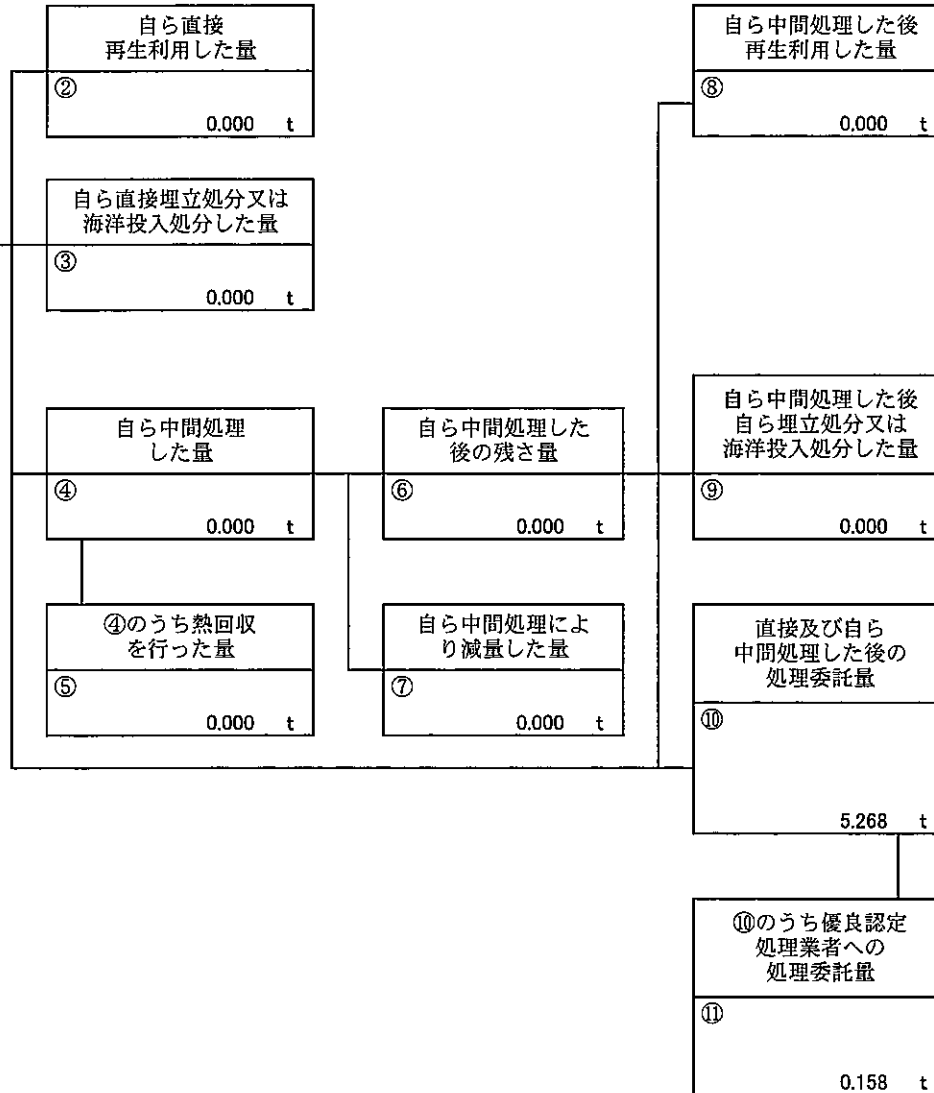 自ら直接
再生利用した量
②
0.000 t
自ら中間処理した後
再生利用した量
⑧
0.000 t
自ら直接埋立処分又は
海洋投入処分した量
③
0.000 t
自ら中間処理
した量
④
0.000 t
自ら中間処理した
後の残さ量
⑥
0.000 t
自ら中間処理した後
自ら埋立処分又は
海洋投入処分した量
⑨
0.000 t
④のうち熱回収
を行った量
⑤
0.000 t
自ら中間処理によ
り減量した量
⑦
0.000 t
直接及び自ら
中間処理した後の
処理委託量
⑩
5.268 t
⑩のうち優良認定
処理業者への
処理委託量
⑪
0.158 t